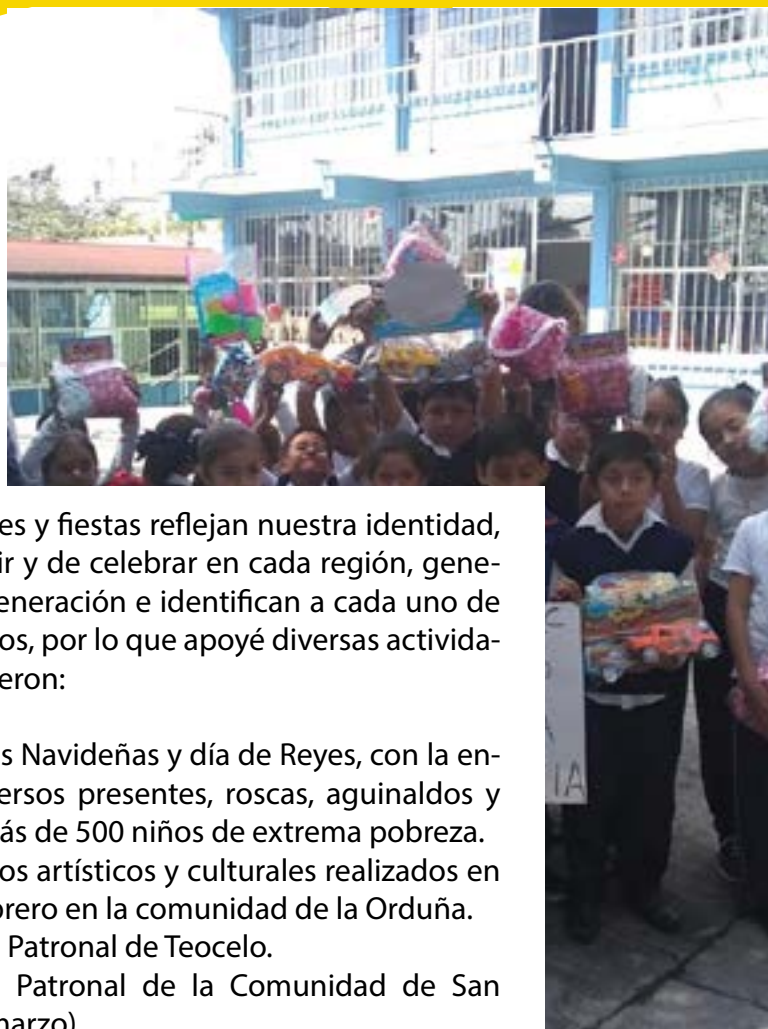 es y fiestas reflejan nuestra identidad,
ir y de celebrar en cada región, gene-
eneración e identifican a cada uno de
os, por lo que apoyé diversas activida-
eron:
s Navideñas y día de Reyes, con la en-
ersos presentes, roscas, aguinaldos y
ás de 500 niños de extrema pobreza.
os artísticos y culturales realizados en
brero en la comunidad de la Orduña.
Patronal de Teocelo.
Patronal de la Comunidad de San
marzo)
IA